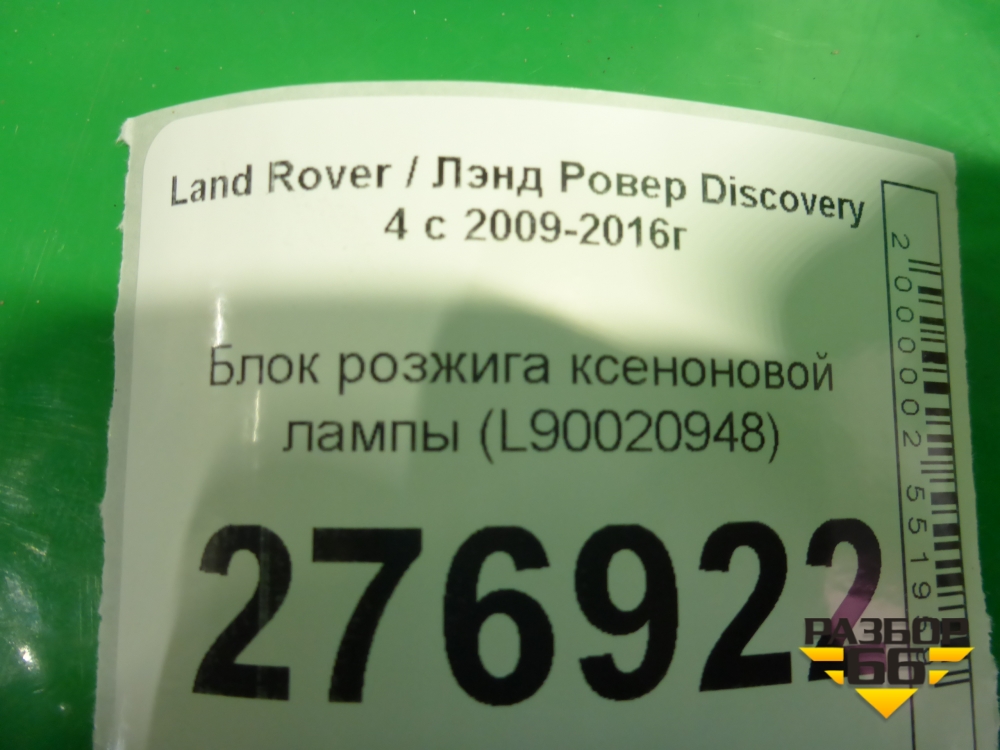 Land Rover / Лэнд Ровер Discovery
4 с 2009-2016г
Блок розжига ксеноновой
лампы (L90020948)
276922
РАЗБОР
66